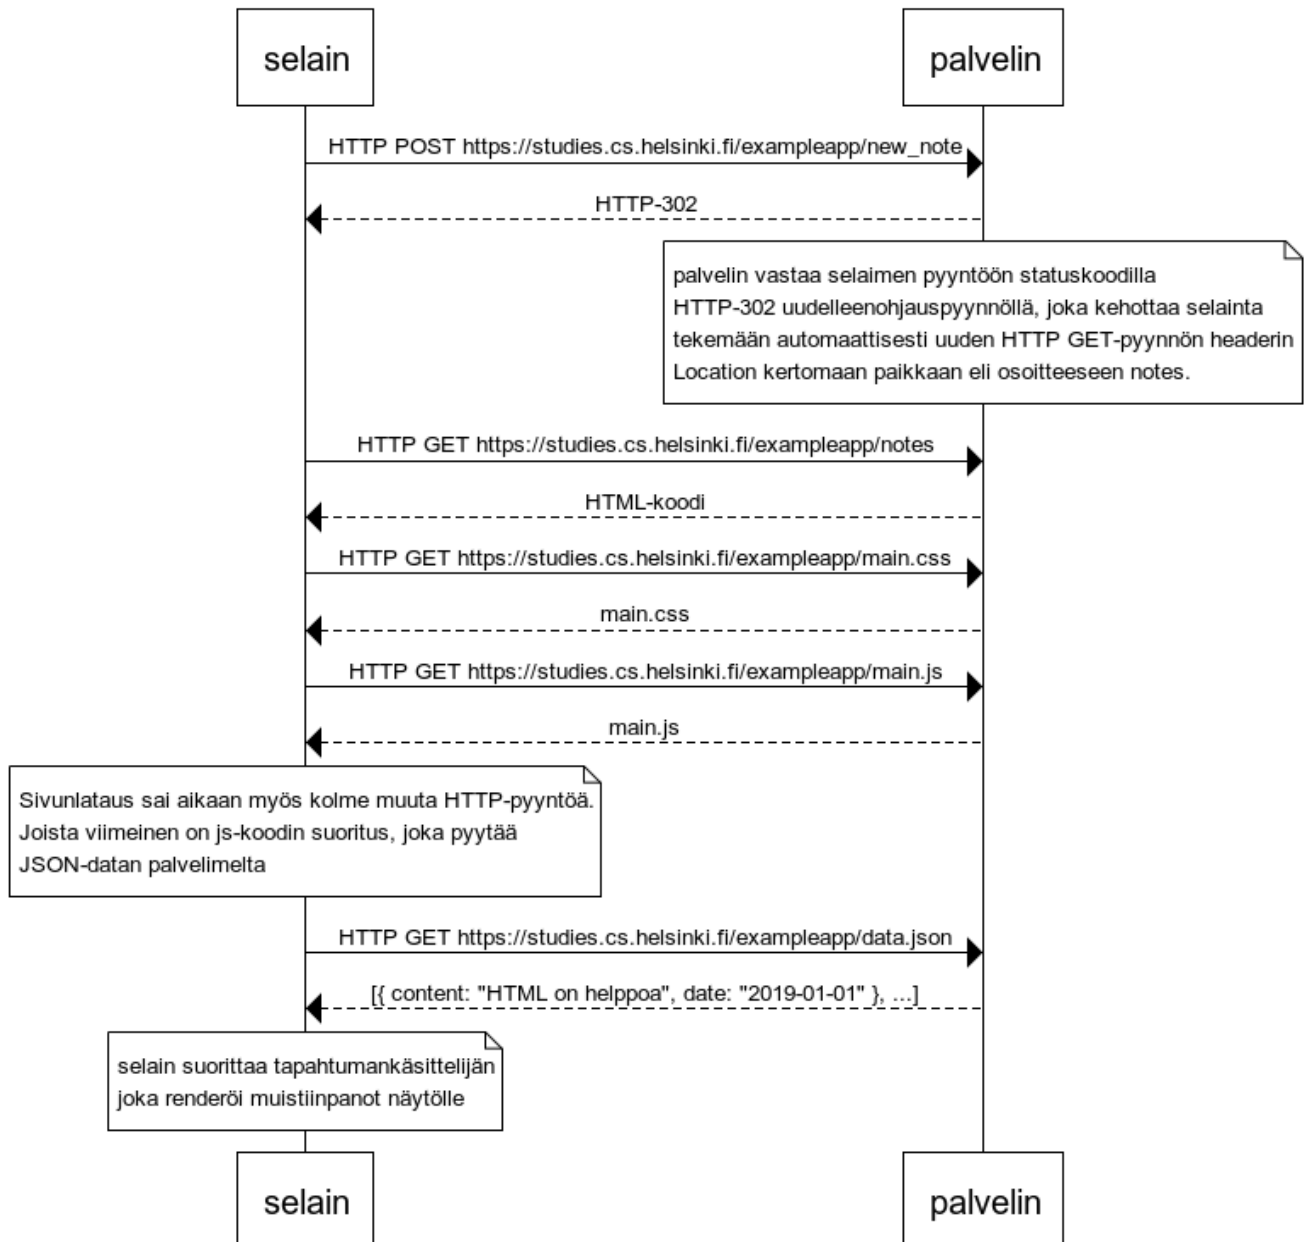 selain
palvelin
HTTP POST https://studies.cs.helsinki.fi/exampleapp/new_note
HTTP-302
palvelin vastaa selaimen pyyntöön statuskoodilla
HTTP-302 uudelleenohjauspyynnöllä, joka kehottaa selainta
tekemään automaattisesti uuden HTTP GET-pyynnön headerin
Location kertomaan paikkaan eli osoitteeseen notes.
HTTP GET https://studies.cs.helsinki.fi/exampleapp/notes
HTML-koodi
HTTP GET https://studies.cs.helsinki.fi/exampleapp/main.css
main.css
HTTP GET https://studies.cs.helsinki.fi/exampleapp/main.js
main.js
Sivunlataus sai aikaan myös kolme muuta HTTP-pyyntöä.
Joista viimeinen on js-koodin suoritus, joka pyytää
JSON-datan palvelimelta
HTTP GET https://studies.cs.helsinki.fi/exampleapp/data.json
[{ content: "HTML on helppoa", date: "2019-01-01" }, ...]
selain suorittaa tapahtumankäsittelijän
joka renderöi muistiinpanot näytölle
selain
palvelin